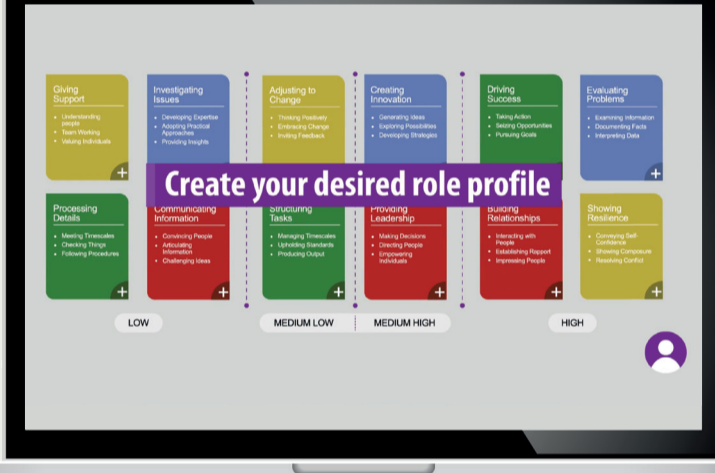 Giving
Support
• Understanding
people
• Team Working
• Valuing Individuals
Investigating
Issues
• Developing Expertise
• Adopting Practical
Approaches
• Providing Insights
Adjusting to
Change
• Thinking Positively
• Embracing Change
• Inviting Feedback
Creating
Innovation
• Generating Ideas
• Exploring Possibilities
• Developing Strategies
Driving
Success
• Taking Action
• Seizing Opportunities
• Pursuing Goals
Evaluating
Problems
• Examining Information
• Documenting Facts
• Interpreting Data
Create your desired role profile
Processing
Details
• Meeting Timescales
• Checking Things
• Following Procedures
Communicating
Information
• Convincing People
• Articulating
Information
• Challenging Ideas
Structuring
Tasks
• Managing Timescales
• Upholding Standards
• Producing Output
Providing
Leadership
• Making Decisions
• Directing People
• Empowering
Individuals
Building
Relationships
• Interacting with
People
• Establishing Rapport
• Impressing People
Showing
Resilience
• Conveying Self-
Confidence
• Showing Composure
• Resolving Conflict
LOW
MEDIUM LOW
MEDIUM HIGH
HIGH